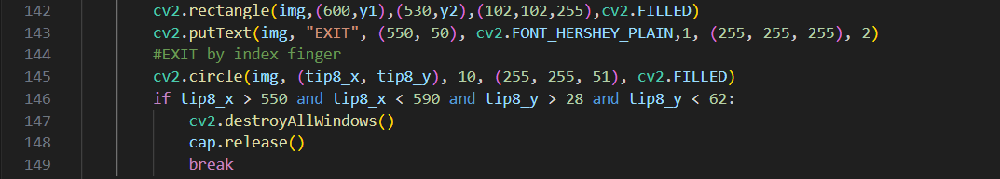 142 cv2.rectangle(img,(600,y1),(530,y2),(102,102,255),cv2.FILLED)
143 cv2.putText(img, "EXIT", (550, 50), cv2.FONT_HERSHEY_PLAIN,1, (255, 255, 255), 2)
144 #EXIT by index finger
145 cv2.circle(img, (tip8_x, tip8_y), 10, (255, 255, 51), cv2.FILLED)
146 if tip8_x > 550 and tip8_x < 590 and tip8_y > 28 and tip8_y < 62:
147 cv2.destroyAllWindows()
148 cap.release()
149 break